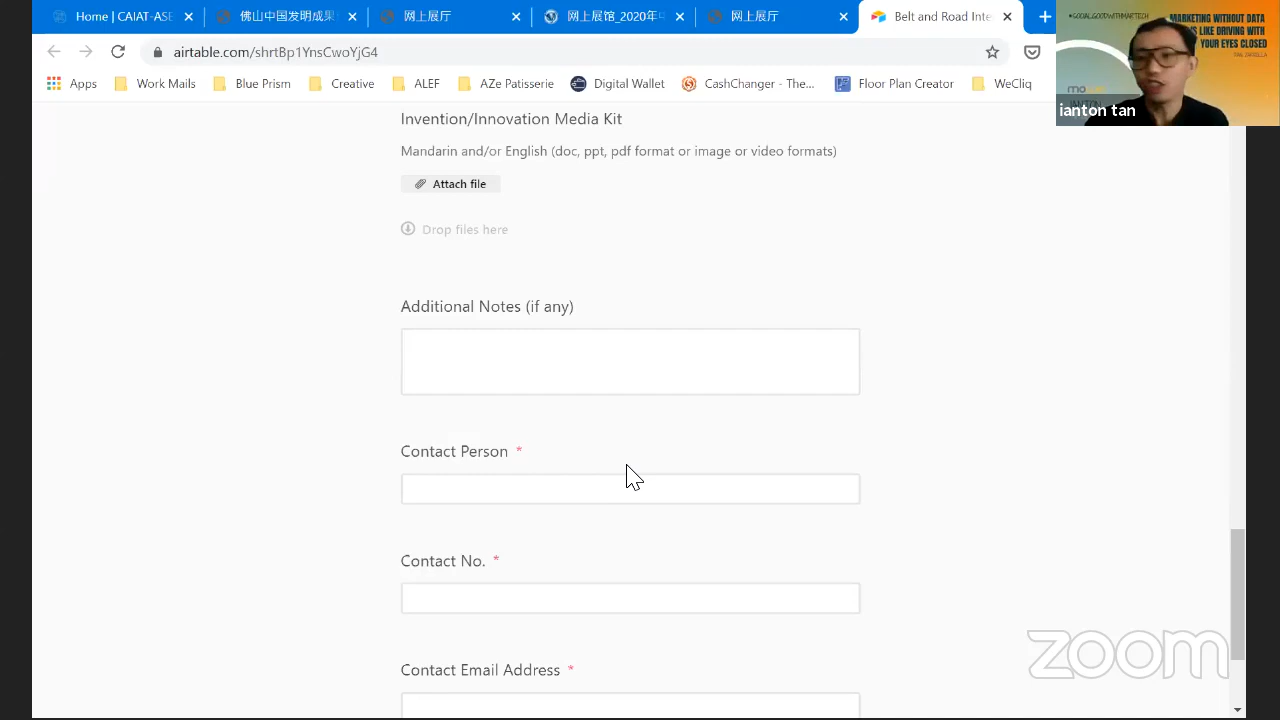 Home | CAIAT-ASE
佛山中国发明成果
网上展厅
网上展馆_2020年中
网上展厅
Belt and Road Inte
airtable.com/shrtBp1YnsCwoYjG4
Apps
Work Mails
Blue Prism
Creative
ALEF
AZe Patisserie
Digital Wallet
CashChanger - The...
Floor Plan Creator
WeCliq
MARKETING WITHOUT DATA
IS LIKE DRIVING WITH
YOUR EYES CLOSED
ianton tan
Invention/Innovation Media Kit
Mandarin and/or English (doc, ppt, pdf format or image or video formats)
Attach file
Drop files here
Additional Notes (if any)
Contact Person *
Contact No. *
Contact Email Address *
zoom